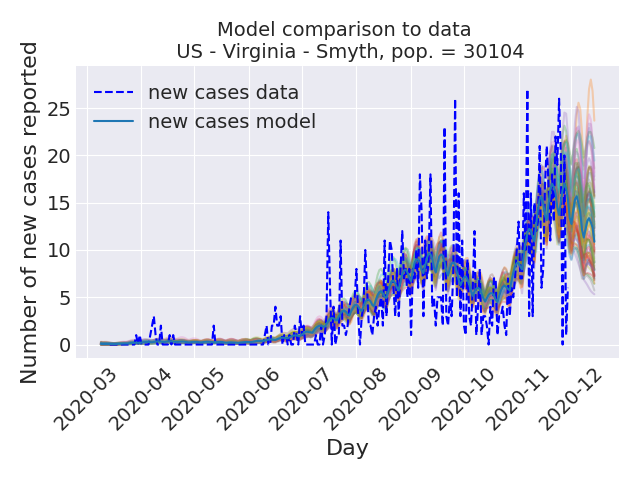 Model comparison to data
US - Virginia - Smyth, pop. = 30104
Number of new cases reported
25
20
15
10
5
0
new cases data
new cases model
2020-03
2020-04
2020-05
2020-06
2020-07
2020-08
2020-09
2020-10
2020-11
2020-12
Day